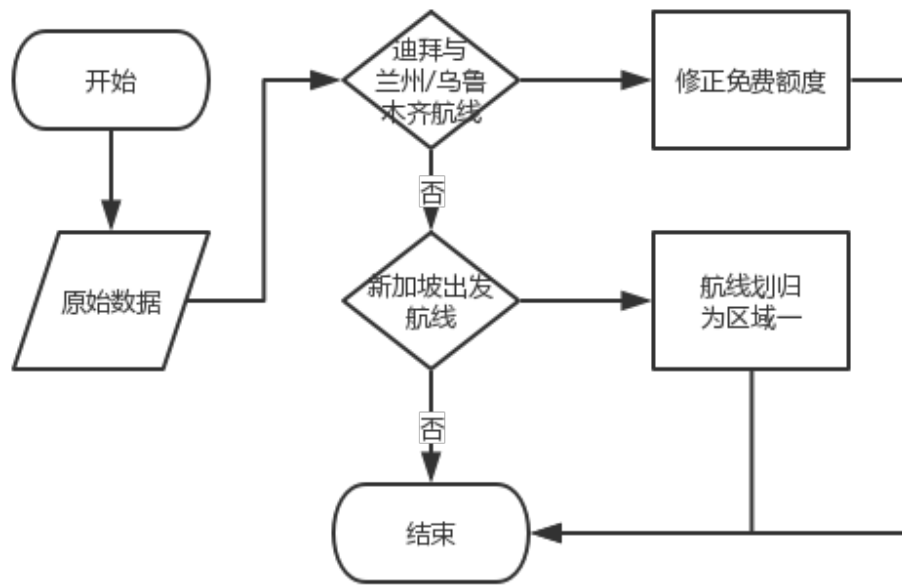 开始
迪拜与
兰州/乌鲁
木齐航线
修正免费额度
否
原始数据
新加坡出发
航线
航线划归
为区域一
否
结束